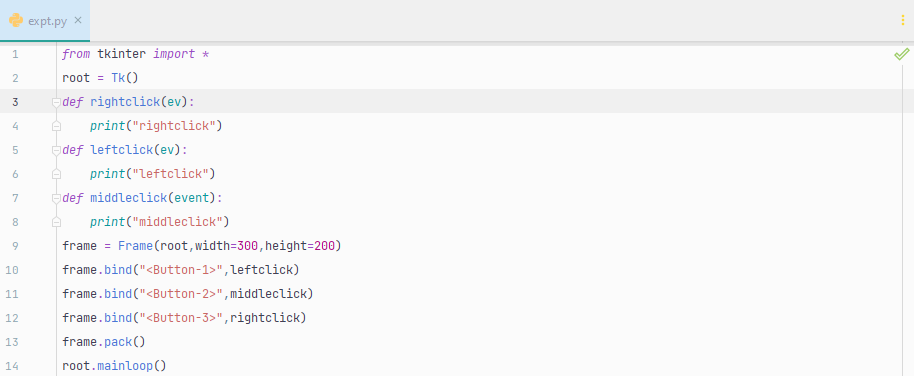 expt.py
1 from tkinter import *
2 root = Tk()
3 def rightclick(ev):
4     print("rightclick")
5 def leftclick(ev):
6     print("leftclick")
7 def middleclick(event):
8     print("middleclick")
9 frame = Frame(root,width=300,height=200)
10 frame.bind("<Button-1>",leftclick)
11 frame.bind("<Button-2>",middleclick)
12 frame.bind("<Button-3>",rightclick)
13 frame.pack()
14 root.mainloop()